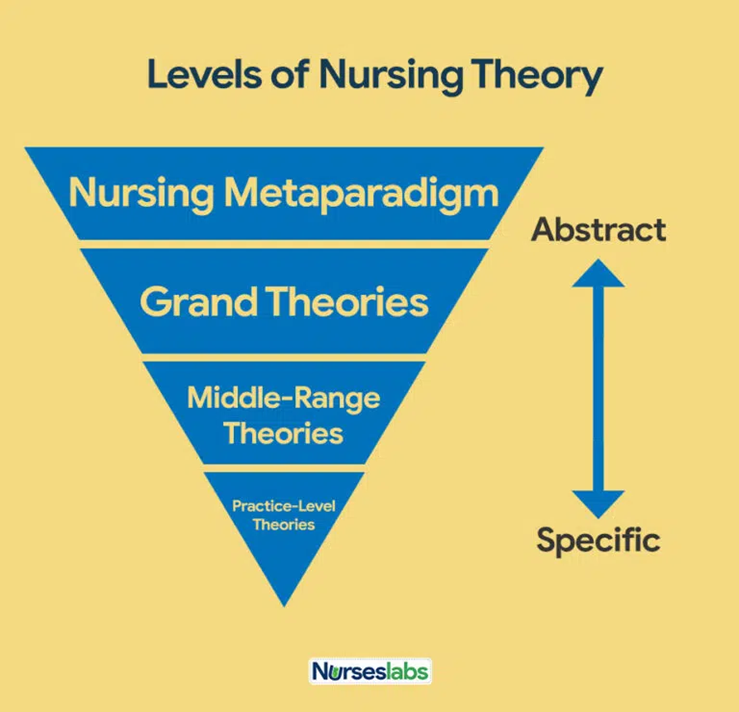 Levels of Nursing Theory
Nursing Metaparadigm
Grand Theories
Middle-Range
Theories
Practice-Level
Theories
Abstract
Specific
Nurseslabs